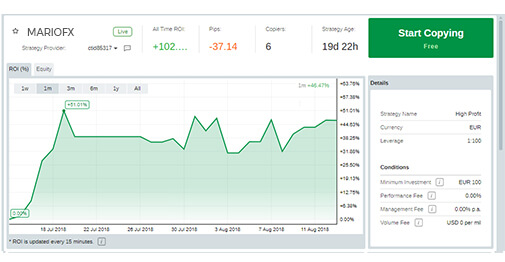 MARIOFX
Live
Strategy Provider:
All Time ROI:
+102....
Pips:
-37.14
Copiers:
6
Strategy Age:
19d 22h
Start Copying
Free
ROI (%)
Equity
1w
1m
3m
6m
1y
All
1m +46.47%
+51.01%
0.00%
+63.76%
+57.38%
+51.01%
+44.63%
+38.25%
+31.88%
+25.50%
+19.13%
+12.75%
+6.38%
0.00%
18 Jul 2018
22 Jul 2018
26 Jul 2018
30 Jul 2018
3 Aug 2018
7 Aug 2018
11 Aug 2018
* ROI is updated every 15 minutes.
i
Details
Strategy Name
High Profit
Currency
EUR
Leverage
1:100
Conditions
Minimum Investment
i
EUR 100
Performance Fee
i
0.00%
Management Fee
i
0.00% p.a.
Volume Fee
i
USD 0 per mil